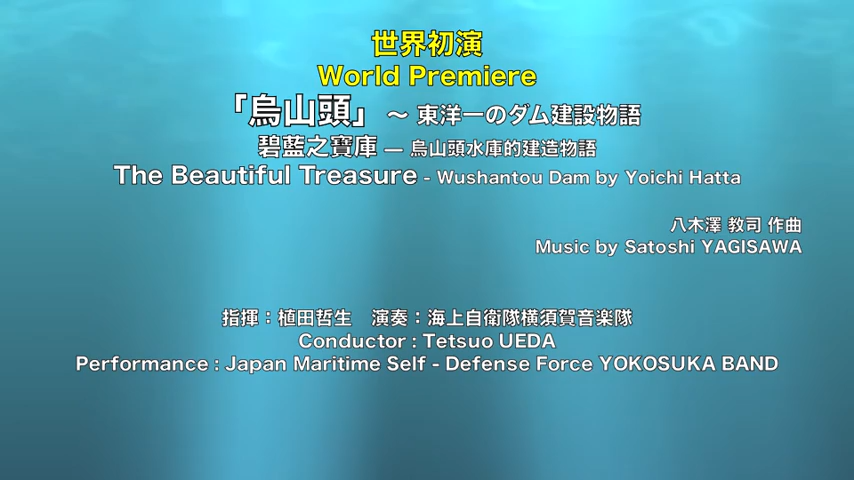 世界初演
World Premiere
「烏山頭」 ～ 東洋一のダム建設物語
碧藍之寶庫 — 烏山頭水庫的建造物語
The Beautiful Treasure - Wushantou Dam by Yoichi Hatta
八木澤 教司 作曲
Music by Satoshi YAGISAWA
指揮：植田哲生　演奏：海上自衛隊横須賀音楽隊
Conductor : Tetsuo UEDA
Performance : Japan Maritime Self - Defense Force YOKOSUKA BAND